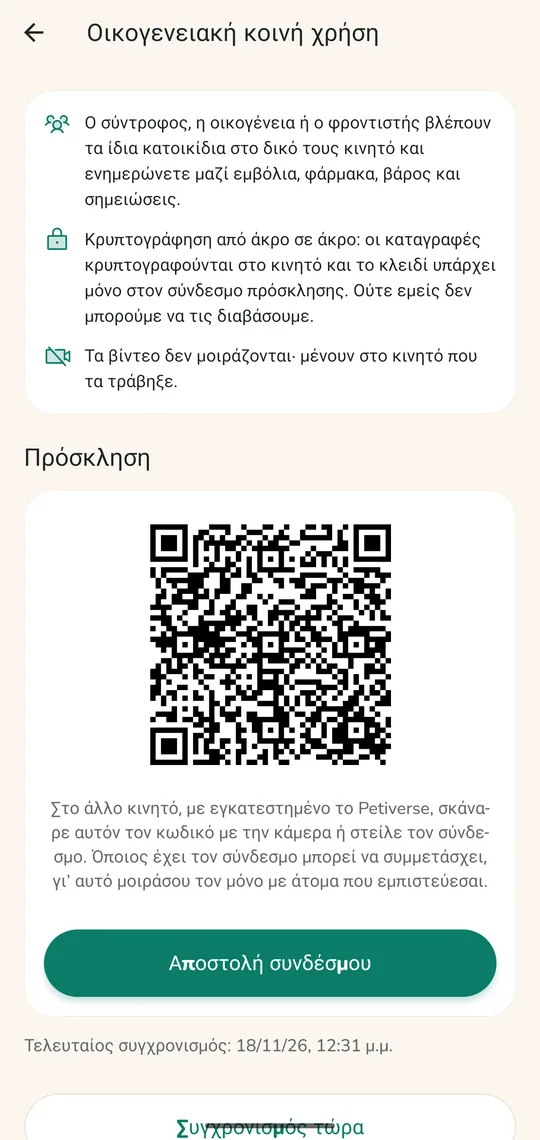 Οικογενειακή κοινή χρήση
Ο σύντροφος, η οικογένεια ή ο φροντιστής βλέπουν
τα ίδια κατοικίδια στο δικό τους κινητό και
ενημερώνετε μαζί εμβόλια, φάρμακα, βάρος και
σημειώσεις.
Κρυπτογράφηση από άκρο σε άκρο: οι καταγραφές
κρυπτογραφούνται στο κινητό και το κλειδί υπάρχει
μόνο στον σύνδεσμο πρόσκλησης. Ούτε εμείς δεν
μπορούμε να τις διαβάσουμε.
Τα βίντεο δεν μοιράζονται· μένουν στο κινητό που
τα τράβηξε.
Πρόσκληση
Στο άλλο κινητό, με εγκατεστημένο το Petiverse, σκάνα-
ρε αυτόν τον κωδικό με την κάμερα ή στείλε τον σύνδε-
σμο. Όποιος έχει τον σύνδεσμο μπορεί να συμμετάσχει,
γι’ αυτό μοιράσου τον μόνο με άτομα που εμπιστεύεσαι.
Αποστολή συνδέσμου
Τελευταίος συγχρονισμός: 18/11/26, 12:31 μ.μ.
Συγχρονισμός τώρα